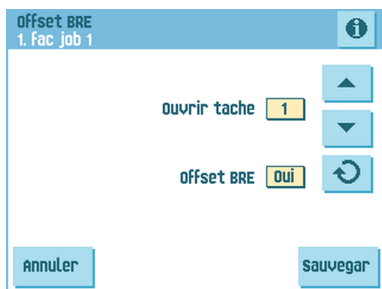 Offset BRE
1. Fac job 1
Ouvrir tache 1
Offset BRE Oui
Annuler
Sauvegar